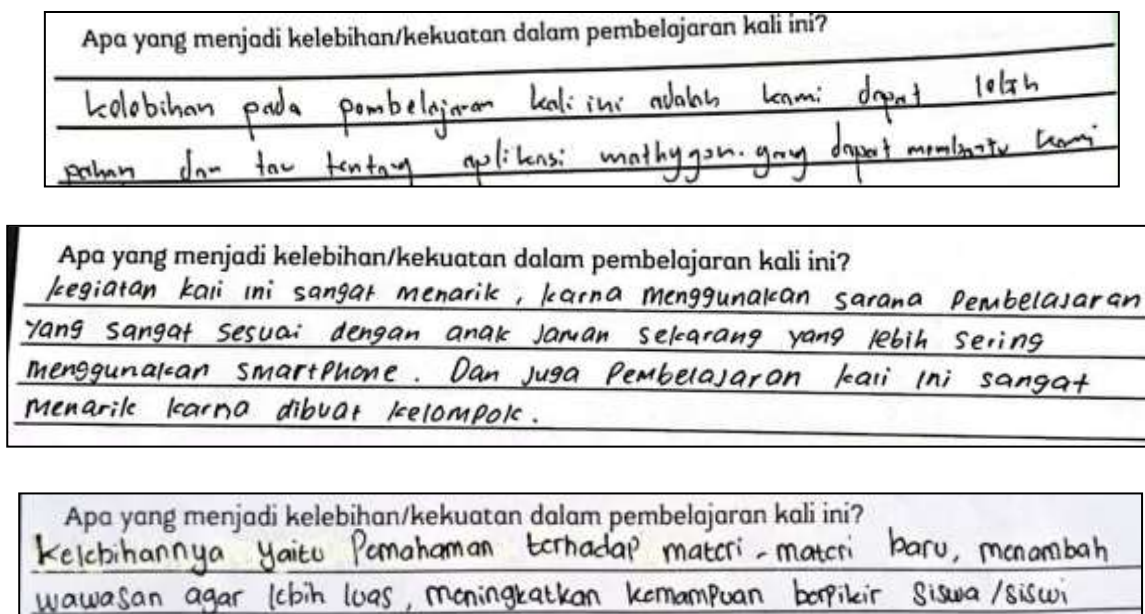 Apa yang menjadi kelebihan/kekuatan dalam pembelajaran kali ini?
kelebihan pada pembelajaran kali ini adalah kami dapat lebih
paham dan tau tentang aplikasi mathygon. yang dapat membantu kami
Apa yang menjadi kelebihan/kekuatan dalam pembelajaran kali ini?
kegiatan kali ini sangat menarik, karna menggunakan sarana Pembelajaran
yang sangat sesuai dengan anak jaman sekarang yang lebih sering
menggunakan smartPhone. Dan juga Pembelajaran kali ini sangat
menarik karna dibuat kelompok.
Apa yang menjadi kelebihan/kekuatan dalam pembelajaran kali ini?
Kelebihannya yaitu Pemahaman terhadap materi-materi baru, menambah
wawasan agar lebih luas, meningkatkan kemampuan berpikir siswa/siswi